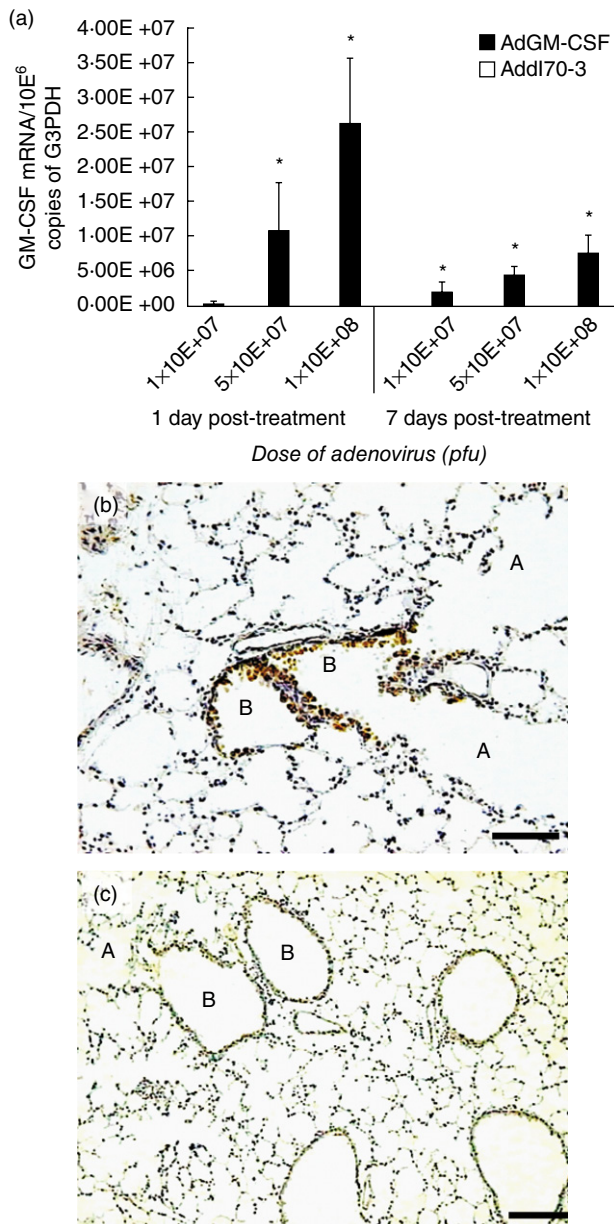 (a)
GM-CSF mRNA/10E⁶
copies of G3PDH
4·00E +07
3·50E +07
3·00E +07
2·50E +07
2·00E +07
1·50E +07
1·00E +07
5·00E +06
0·00E +00
* * * * *
AdGM-CSF
Addl70-3
1×10E+07
5×10E+07
1×10E+08
1×10E+07
5×10E+07
1×10E+08
1 day post-treatment
7 days post-treatment
Dose of adenovirus (pfu)
(b)
A
B
B
A
(c)
A
B
B